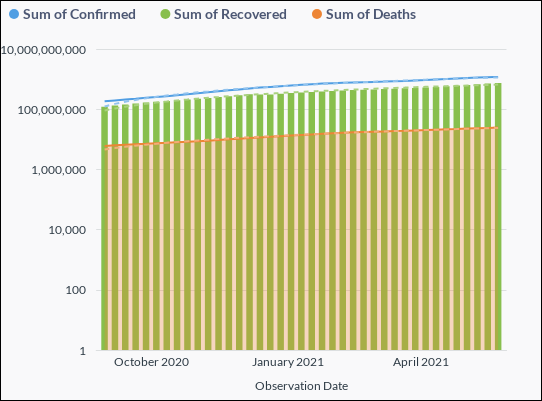 Sum of Confirmed Sum of Recovered Sum of Deaths
10,000,000,000
100,000,000
1,000,000
10,000
100
1
October 2020 January 2021 April 2021
Observation Date